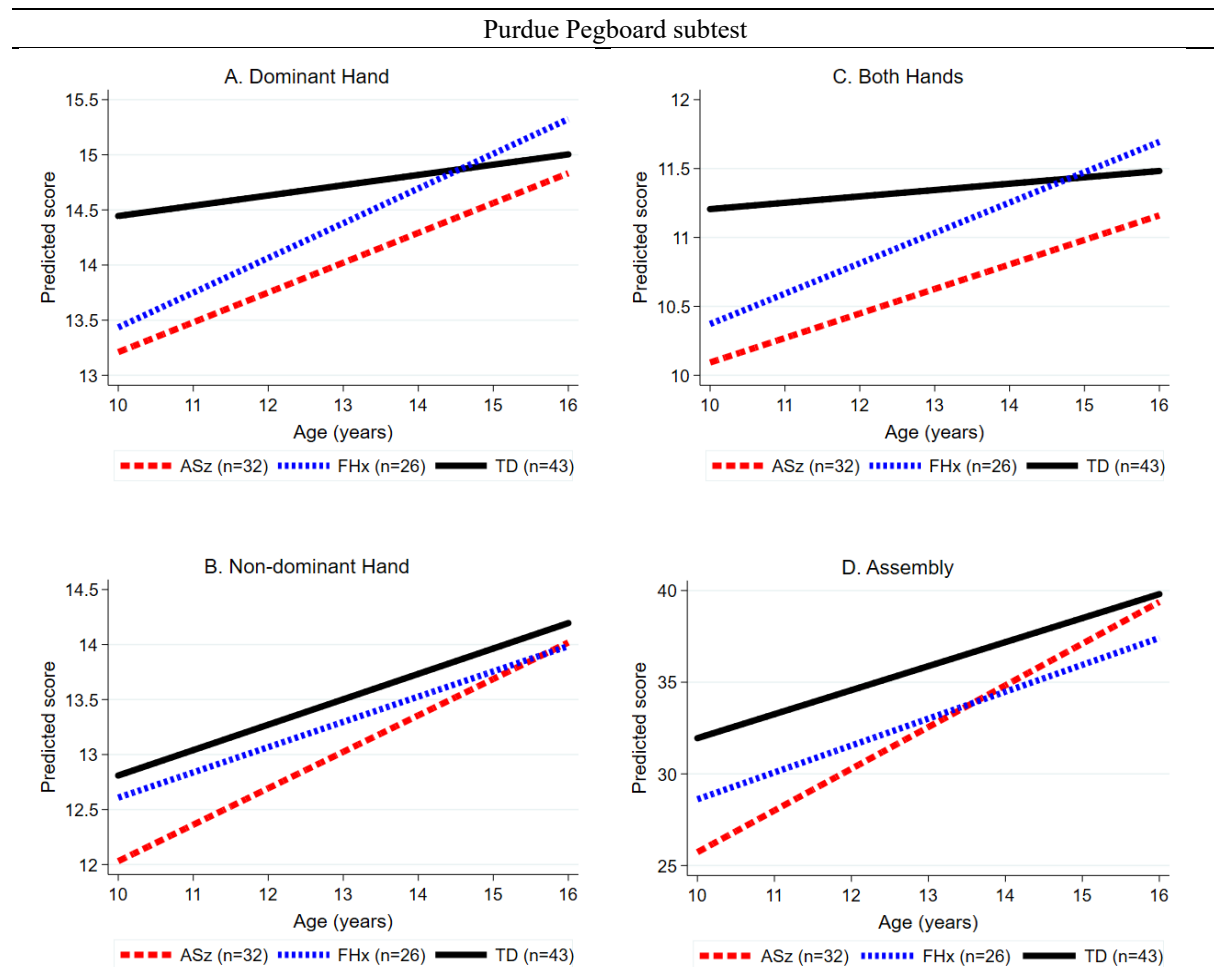 Purdue Pegboard subtest
A. Dominant Hand
15.5
15
14.5
14
13.5
13
Predicted score
10 11 12 13 14 15 16
Age (years)
ASz (n=32) FHx (n=26) TD (n=43)
C. Both Hands
12
11.5
11
10.5
10
Predicted score
10 11 12 13 14 15 16
Age (years)
ASz (n=32) FHx (n=26) TD (n=43)
B. Non-dominant Hand
14.5
14
13.5
13
12.5
12
Predicted score
10 11 12 13 14 15 16
Age (years)
ASz (n=32) FHx (n=26) TD (n=43)
D. Assembly
40
35
30
25
Predicted score
10 11 12 13 14 15 16
Age (years)
ASz (n=32) FHx (n=26) TD (n=43)